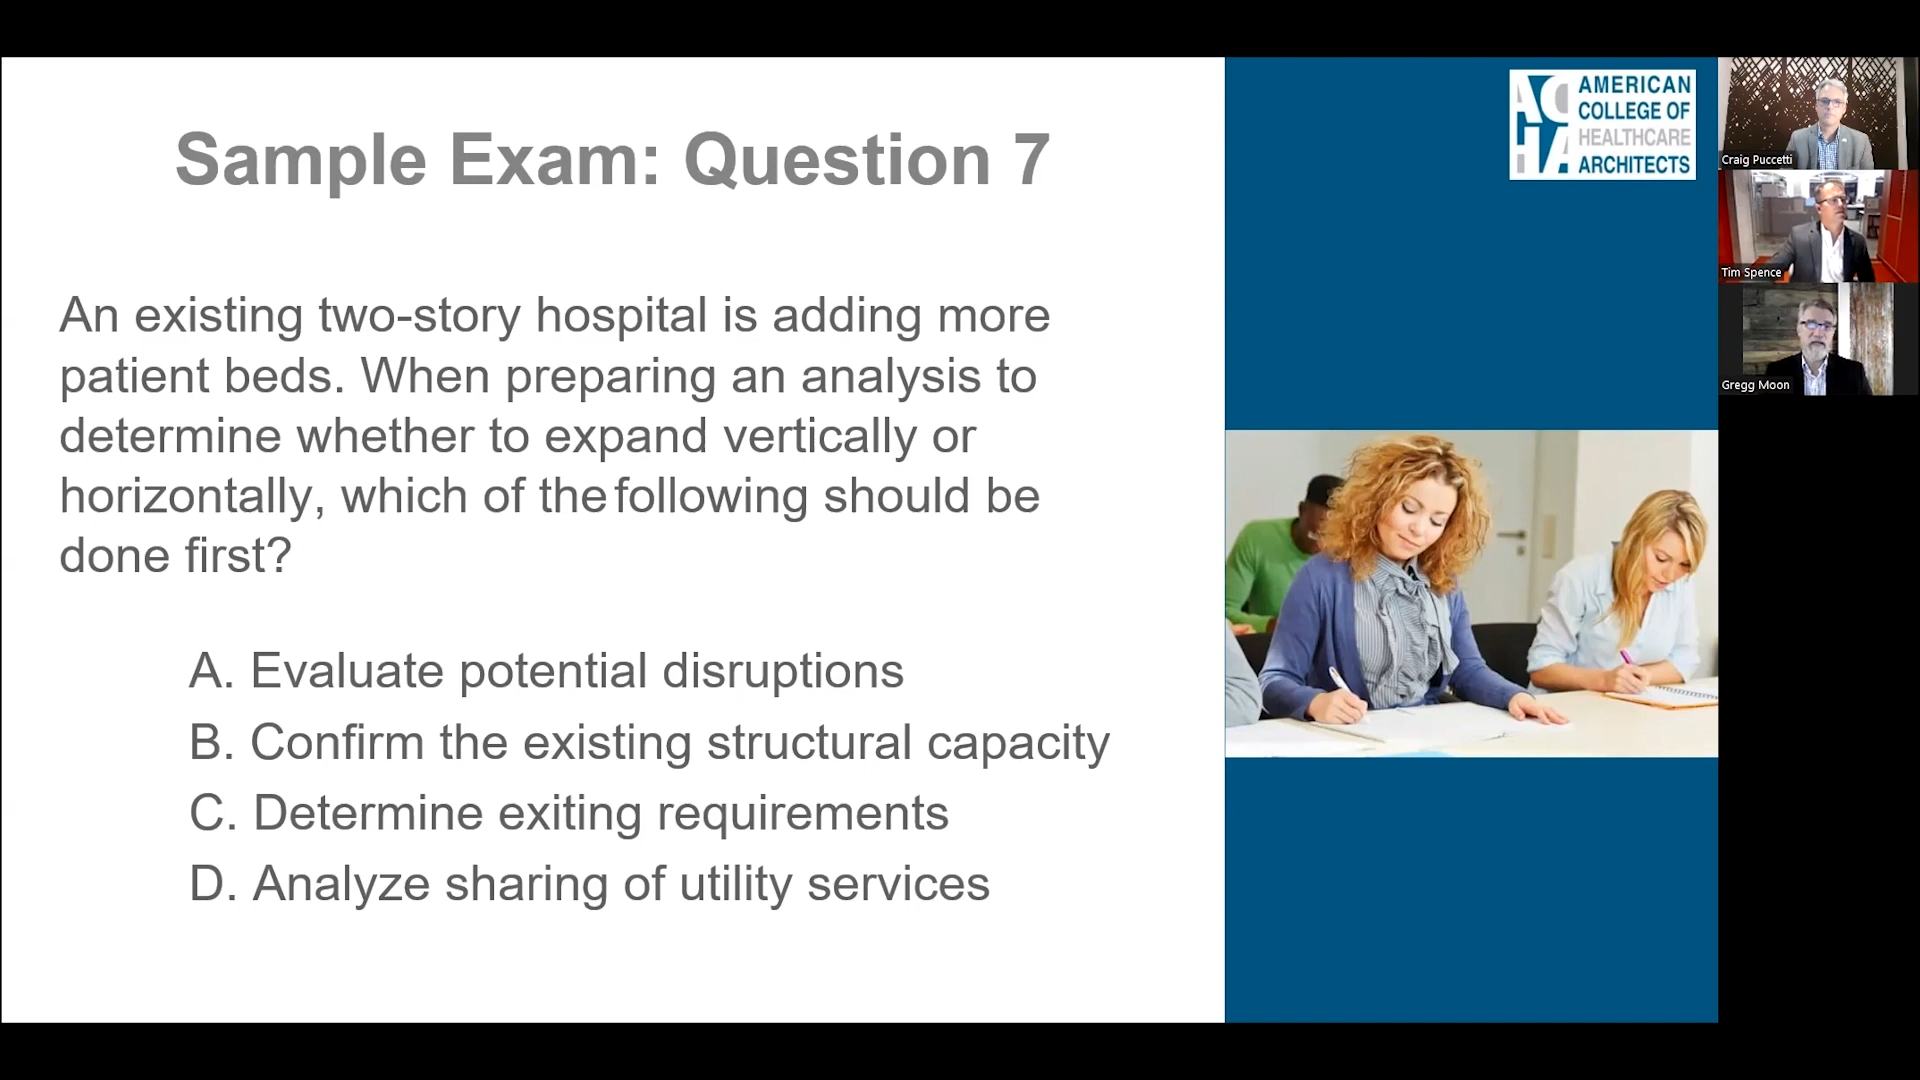 Sample Exam: Question 7
An existing two-story hospital is adding more
patient beds. When preparing an analysis to
determine whether to expand vertically or
horizontally, which of the following should be
done first?
A. Evaluate potential disruptions
B. Confirm the existing structural capacity
C. Determine exiting requirements
D. Analyze sharing of utility services
ACHA
AMERICAN
COLLEGE OF
HEALTHCARE
ARCHITECTS
Craig Puccetti
Tim Spence
Gregg Moon